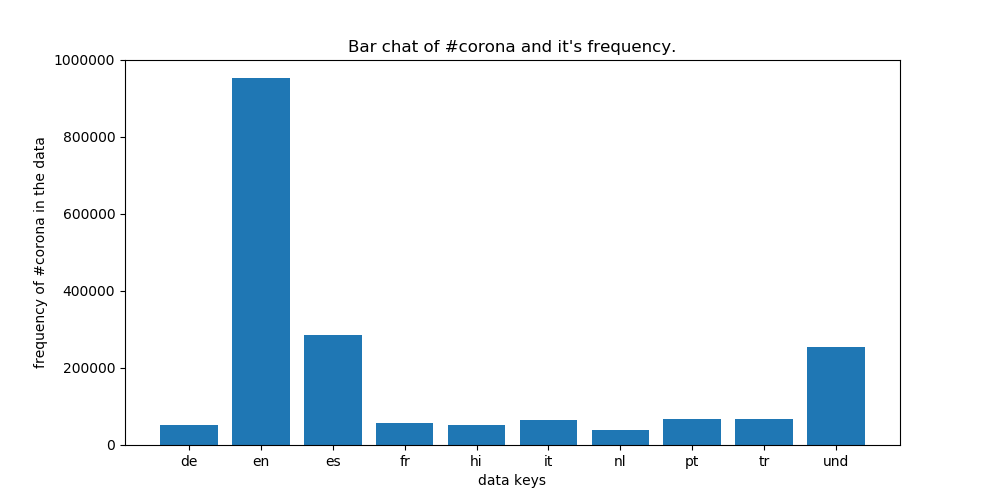 Bar chat of #corona and it's frequency.
1000000
800000
600000
400000
200000
0
frequency of #corona in the data
de en es fr hi it nl pt tr und
data keys